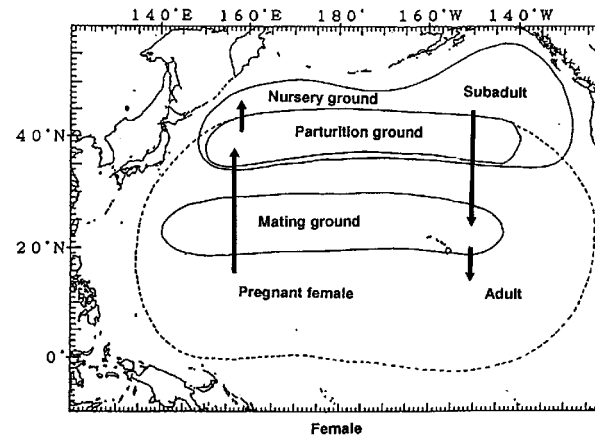 140°E 160°E 180° 160°W 140°W
Nursery ground
Subadult
40°N
Parturition ground
Mating ground
20°N
Pregnant female
Adult
0°
Female